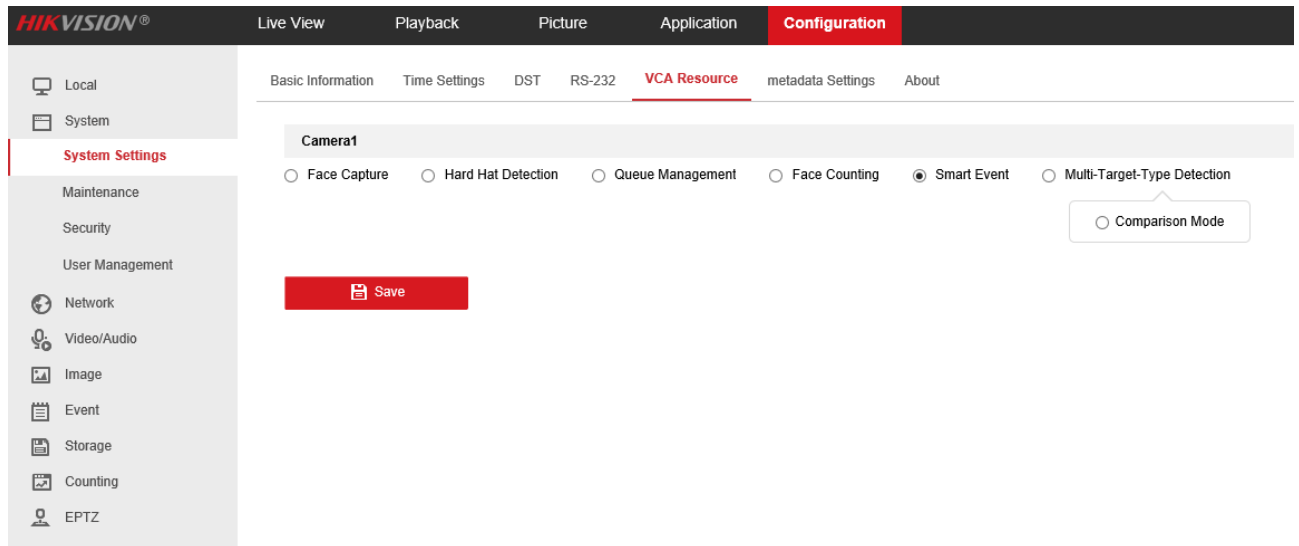 HIKVISION® Live View Playback Picture Application Configuration
Basic Information Time Settings DST RS-232 VCA Resource metadata Settings About
Local
System
System Settings
Maintenance
Security
User Management
Network
Video/Audio
Image
Event
Storage
Counting
EPTZ
Camera1
Face Capture Hard Hat Detection Queue Management Face Counting Smart Event Multi-Target-Type Detection
Comparison Mode
Save